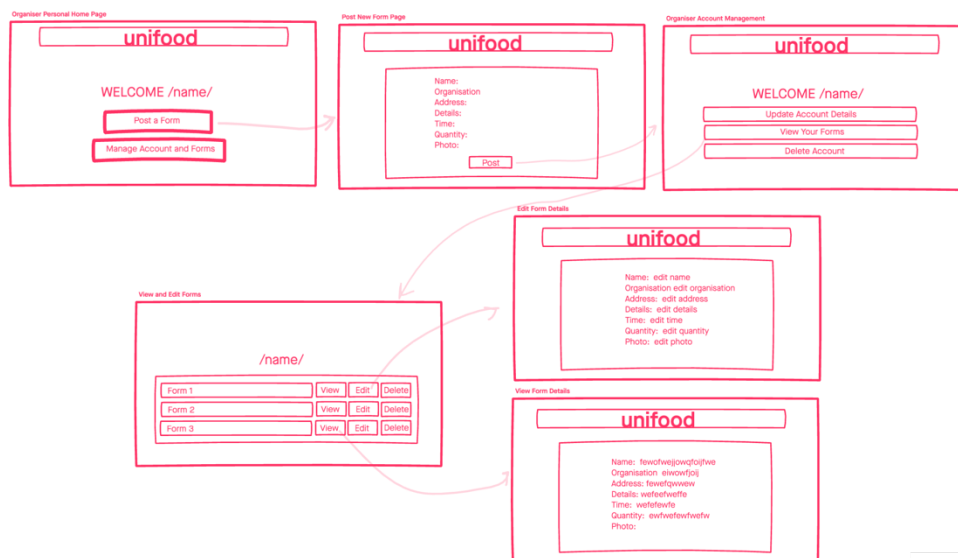 Organiser Personal Home Page
unifood
WELCOME /name/
Post a Form
Manage Account and Forms
Post New Form Page
unifood
Name:
Organisation
Address:
Details:
Time:
Quantity:
Photo:
Post
Organiser Account Management
unifood
WELCOME /name/
Update Account Details
View Your Forms
Delete Account
Edit Form Details
unifood
Name: edit name
Organisation edit organisation
Address: edit address
Details: edit details
Time: edit time
Quantity: edit quantity
Photo: edit photo
View and Edit Forms
/name/
Form 1 View Edit Delete
Form 2 View Edit Delete
Form 3 View Edit Delete
View Form Details
unifood
Name: fewofwejjowqfoijfwe
Organisation eiwowfjoij
Address: fewefqwwew
Details: wefeefweffe
Time: wefefewfe
Quantity: ewfwefewfwefw
Photo: